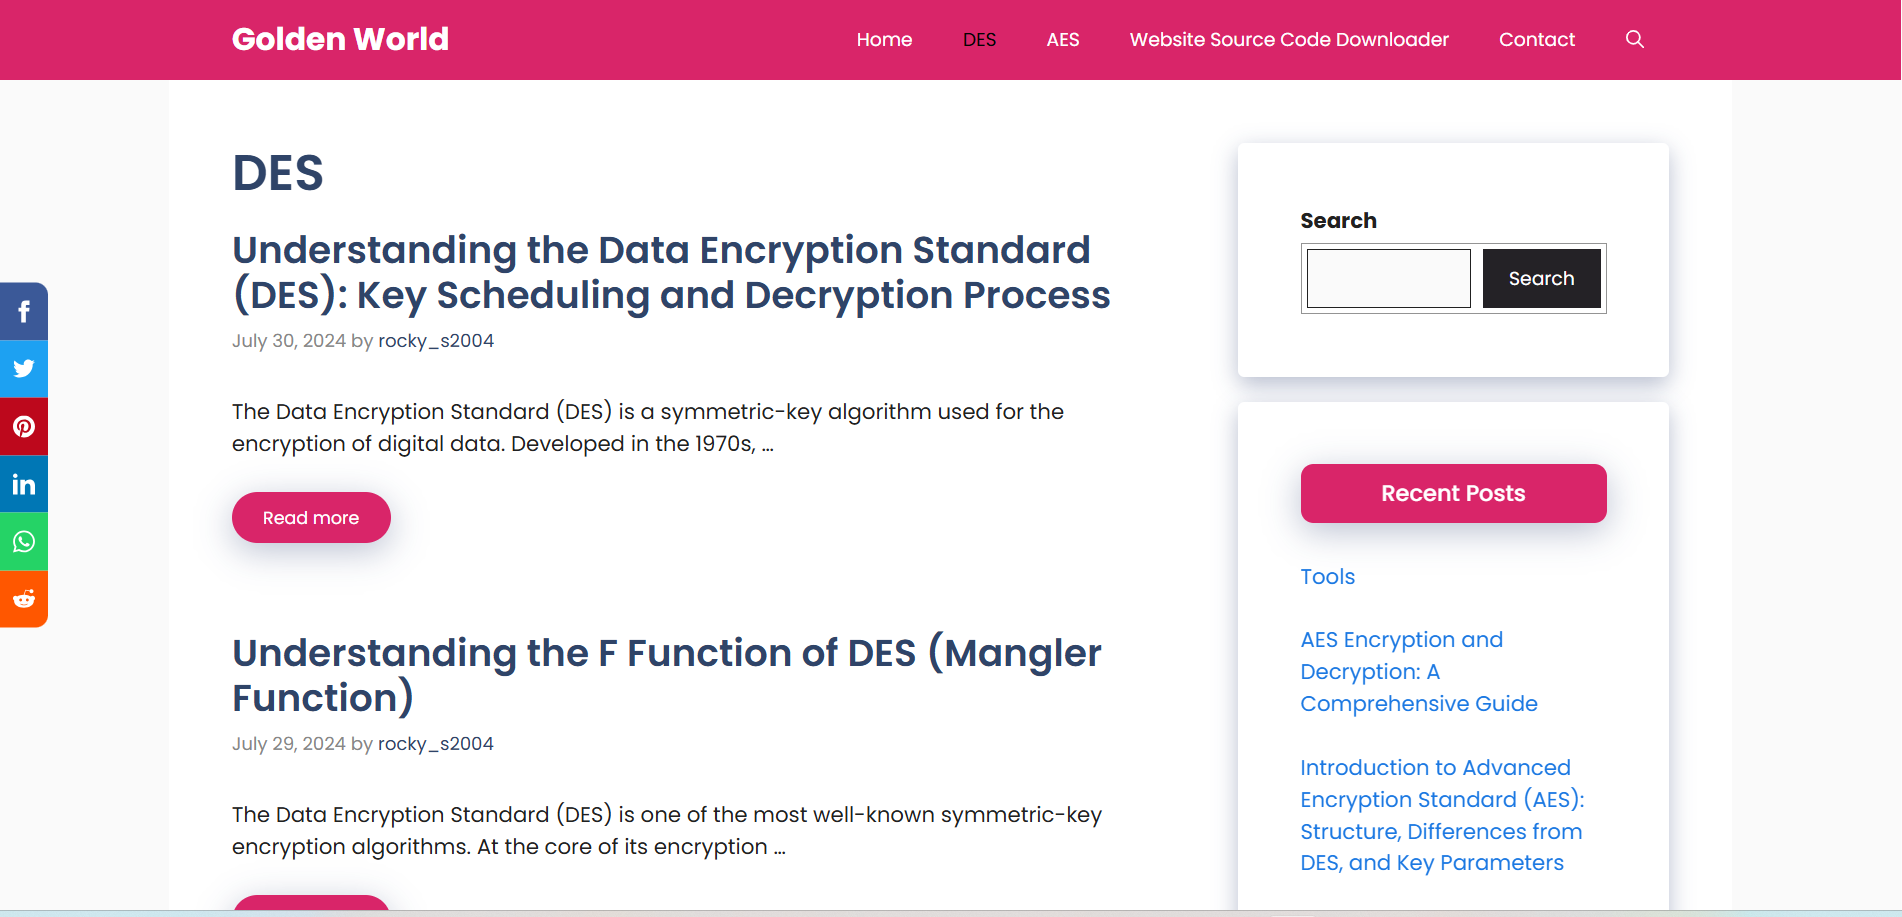 Golden World
Home
DES
AES
Website Source Code Downloader
Contact
DES
Understanding the Data Encryption Standard
(DES): Key Scheduling and Decryption Process
July 30, 2024 by rocky_s2004
The Data Encryption Standard (DES) is a symmetric-key algorithm used for the
encryption of digital data. Developed in the 1970s, ...
Read more
Understanding the F Function of DES (Mangler
Function)
July 29, 2024 by rocky_s2004
The Data Encryption Standard (DES) is one of the most well-known symmetric-key
encryption algorithms. At the core of its encryption ...
Search
Search
Recent Posts
Tools
AES Encryption and
Decryption: A
Comprehensive Guide
Introduction to Advanced
Encryption Standard (AES):
Structure, Differences from
DES, and Key Parameters